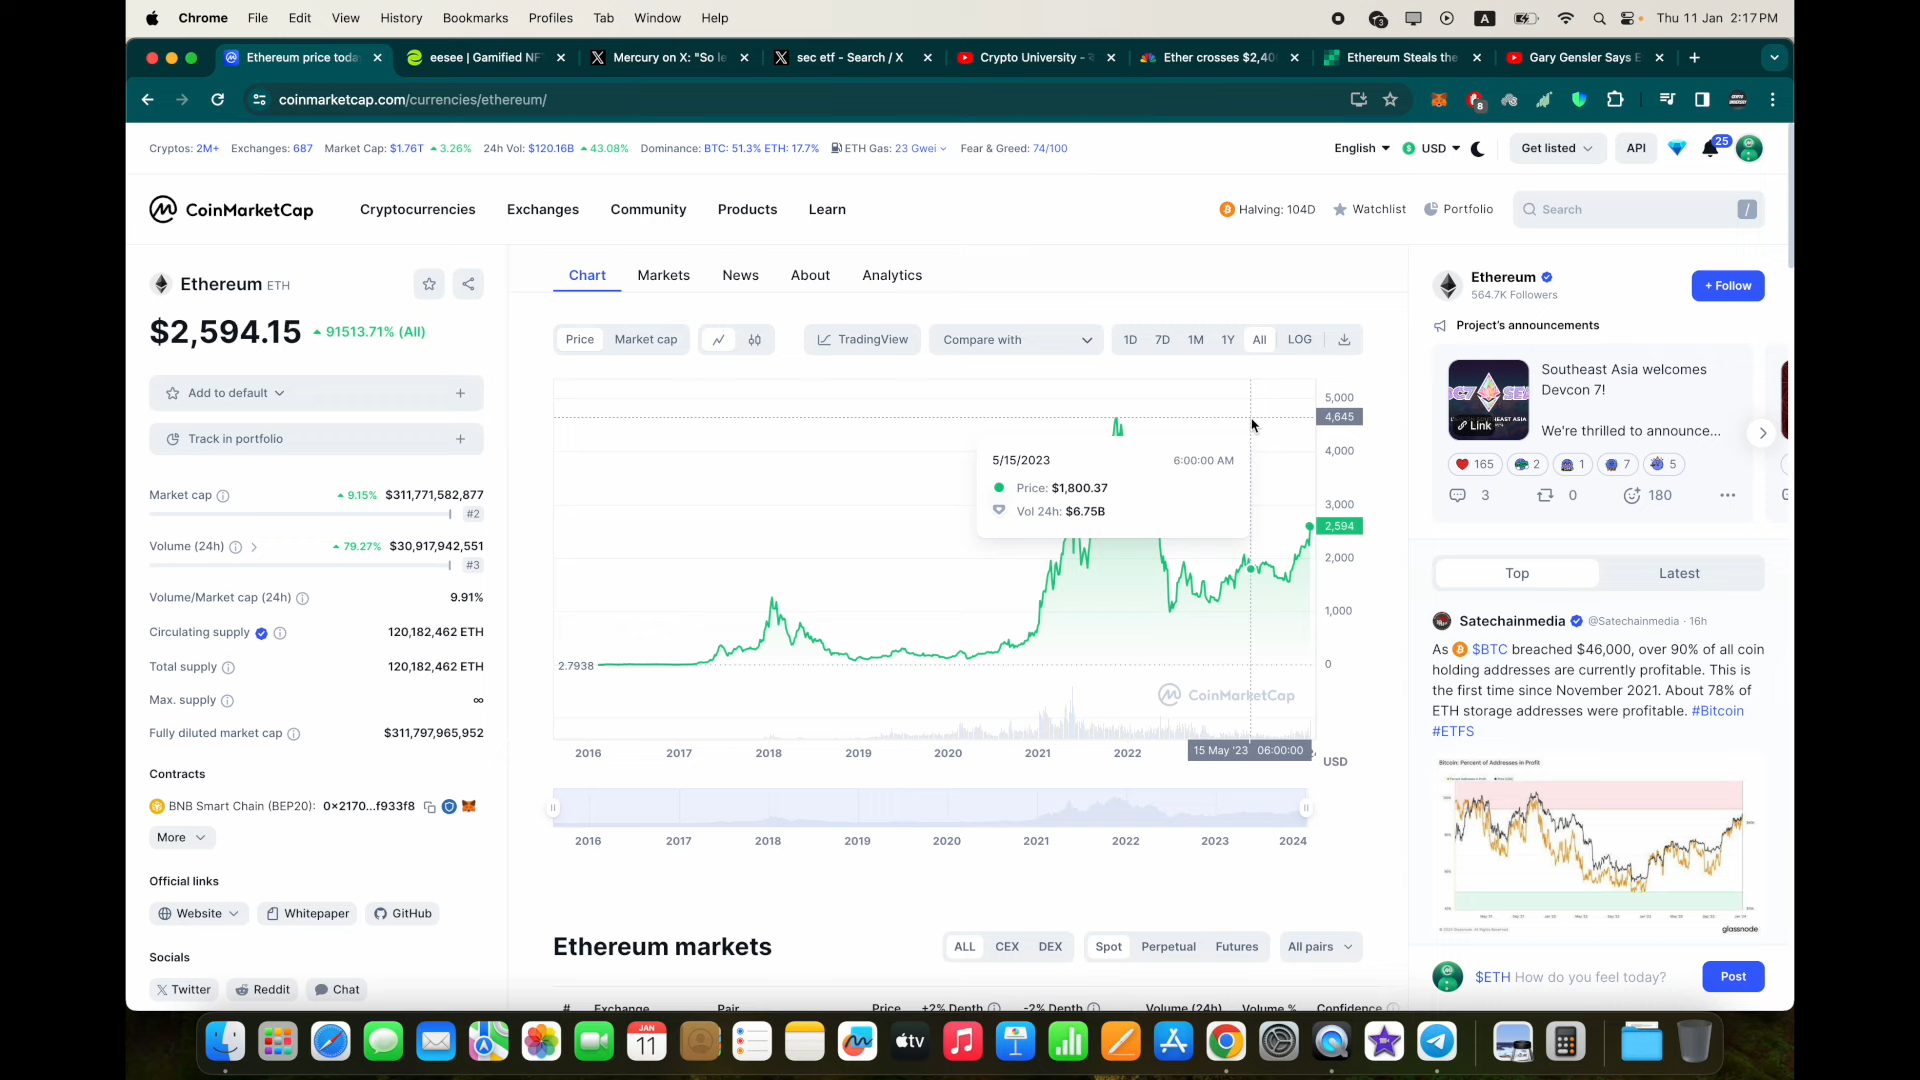 Chrome File Edit View History Bookmarks Profiles Tab Window Help
3 A Thu 11 Jan 2:17 PM
Ethereum price toda eeseee | Gamified NF Mercury on X: "So le sec etf - Search / X Crypto University - Ether crosses $2,40 Ethereum Steals the Gary Gensler Says E
coinmarketcap.com/currencies/ethereum/
8
Cryptos: 2M+ Exchanges: 687 Market Cap: $1.76T 3.26% 24h Vol: $120.16B 43.08% Dominance: BTC: 51.3% ETH: 17.7% ETH Gas: 23 Gwei Fear & Greed: 74/100
English USD Get listed API 25
CoinMarketCap Cryptocurrencies Exchanges Community Products Learn
Halving: 104D Watchlist Portfolio Search /
Ethereum ETH
$2,594.15 91513.71% (All)
Add to default +
Track in portfolio +
Market cap 9.15% $311,771,582,877
#2
Volume (24h) 79.27% $30,917,942,551
#3
Volume/Market cap (24h) 9.91%
Circulating supply 120,182,462 ETH
Total supply 120,182,462 ETH
Max. supply ∞
Fully diluted market cap $311,797,965,952
Contracts
BNB Smart Chain (BEP20): 0x2170...f933f8
More
Official links
Website Whitepaper GitHub
Socials
Twitter Reddit Chat
Chart Markets News About Analytics
Price Market cap TradingView Compare with 1D 7D 1M 1Y All LOG
5,000
4,645
4,000
3,000
2,594
2,000
1,000
0
5/15/2023 6:00:00 AM
Price: $1,800.37
Vol 24h: $6.75B
2.7938
CoinMarketCap
2016 2017 2018 2019 2020 2021 2022 15 May '23 06:00:00
USD
2016 2017 2018 2019 2020 2021 2022 2023 2024
Ethereum markets ALL CEX DEX Spot Perpetual Futures All pairs
# Exchange Pair Price +2% Depth -2% Depth Volume (24h) Volume % Confidence
Ethereum
564.7K Followers
+ Follow
Project's announcements
Southeast Asia welcomes
Devcon 7!
We're thrilled to announce...
Link
165 2 1 7 5
3 0 180
Top Latest
Satechainmedia @Satechainmedia · 16h
As $BTC breached $46,000, over 90% of all coin
holding addresses are currently profitable. This is
the first time since November 2021. About 78% of
ETH storage addresses were profitable. #Bitcoin
#ETFS
Bitcoin: Percent of Addresses in Profit
glassnode
$ETH How do you feel today? Post
JAN
11
tv